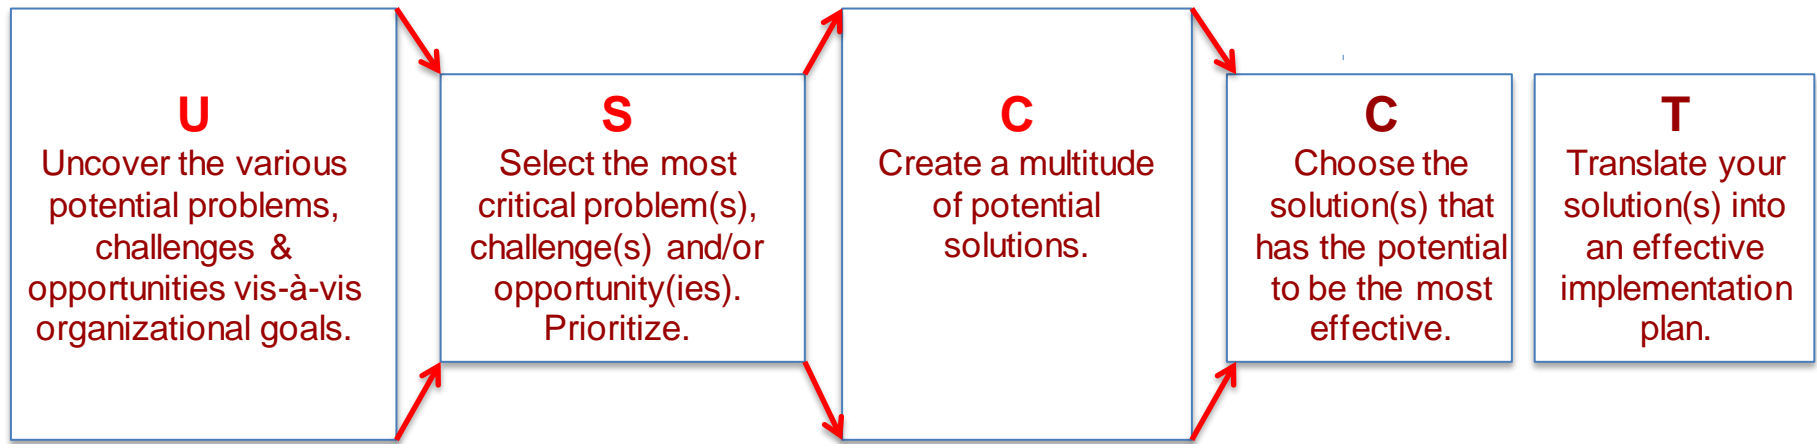 U
Uncover the various
potential problems,
challenges &
opportunities vis-à-vis
organizational goals.
S
Select the most
critical problem(s),
challenge(s) and/or
opportunity(ies).
Prioritize.
C
Create a multitude
of potential
solutions.
C
Choose the
solution(s) that
has the potential
to be the most
effective.
T
Translate your
solution(s) into
an effective
implementation
plan.